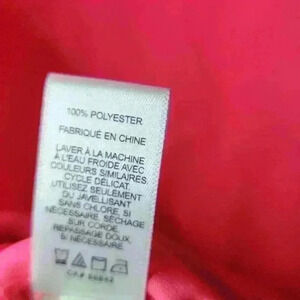 100% POLYESTER
FABRIQUÉ EN CHINE
LAVER À LA MACHINE
À L'EAU FROIDE AVEC
COULEURS SIMILAIRES,
CYCLE DÉLICAT.
UTILISEZ SEULEMENT
DU JAVELLISANT
SANS CHLORE, SI
NÉCESSAIRE, SÉCHAGE
SUR CORDE.
REPASSAGE DOUX,
SI NÉCESSAIRE.
CA#